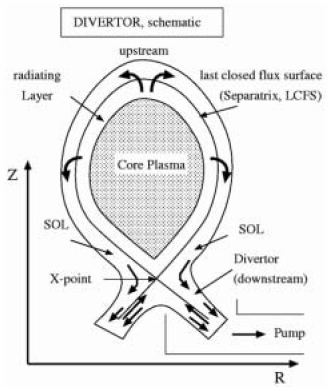 DIVERTOR, schematic
upstream
radiating
Layer
last closed flux surface
(Separatrix, LCFS)
Core Plasma
Z
SOL
SOL
X-point
Divertor
(downstream)
Pump
R